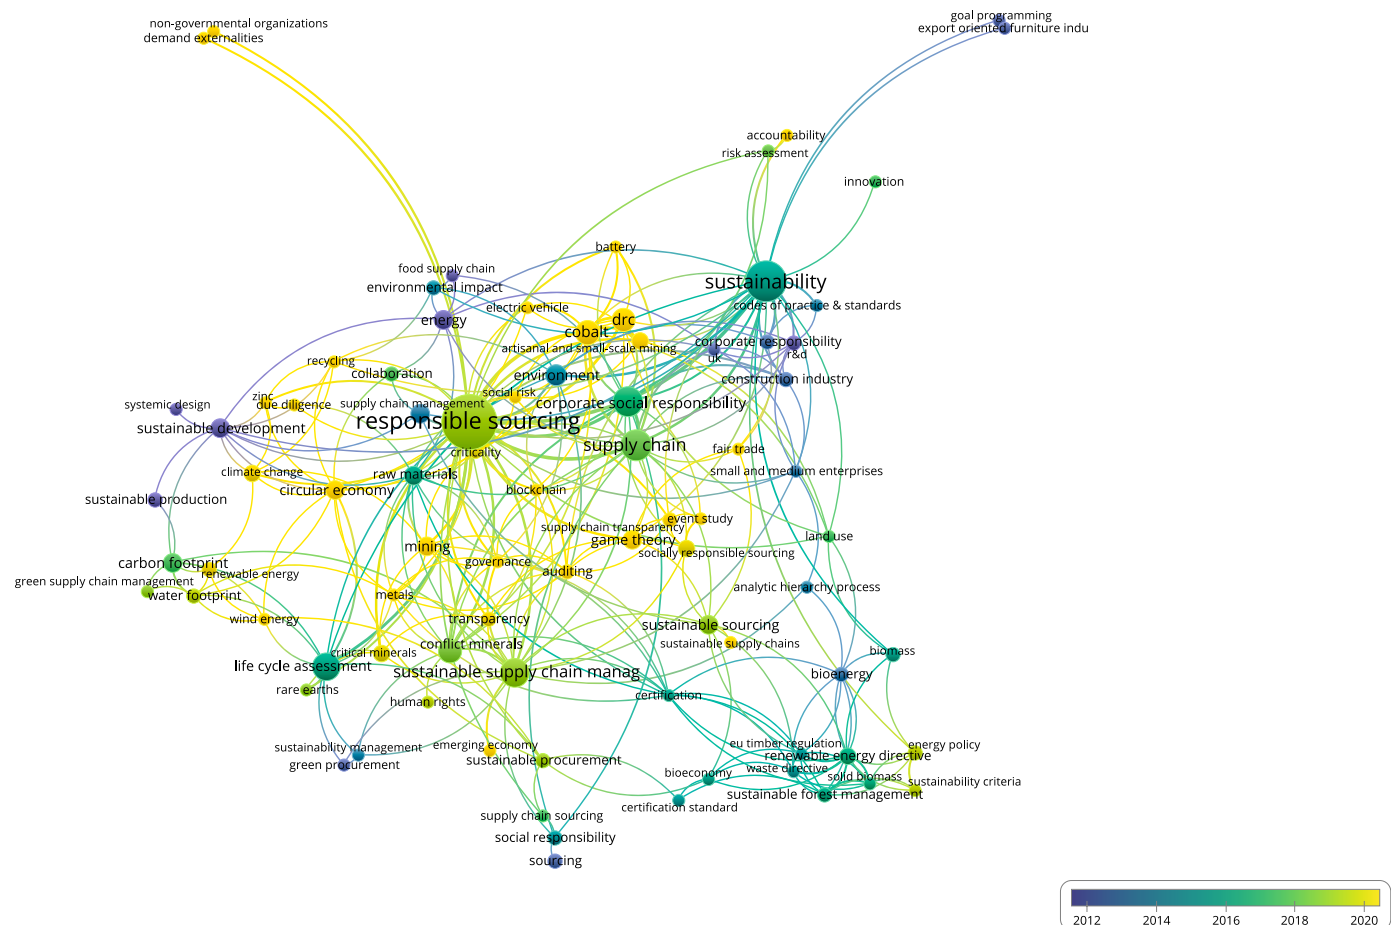 non-governmental organizations
demand externalities
goal programming
export oriented furniture indu
accountability
risk assessment
innovation
battery
food supply chain
environmental impact
sustainability
codes of practice & standards
electric vehicle
energy
drc
cobalt
artisanal and small-scale mining
corporate responsibility
r&d
uk
recycling
collaboration
environment
construction industry
social risk
zinc
due diligence
supply chain management
corporate social responsibility
systemic design
sustainable development
responsible sourcing
supply chain
criticality
fair trade
climate change
raw materials
small and medium enterprises
sustainable production
circular economy
blockchain
event study
supply chain transparency
game theory
land use
mining
socially responsible sourcing
carbon footprint
renewable energy
governance
auditing
green supply chain management
water footprint
metals
analytic hierarchy process
wind energy
transparency
sustainable sourcing
conflict minerals
sustainable supply chains
critical minerals
biomass
life cycle assessment
sustainable supply chain manag
bioenergy
rare earths
human rights
certification
sustainability management
emerging economy
eu timber regulation
energy policy
green procurement
sustainable procurement
renewable energy directive
bioeconomy
waste directive
solid biomass
sustainability criteria
sustainable forest management
certification standard
supply chain sourcing
social responsibility
sourcing
2012
2014
2016
2018
2020